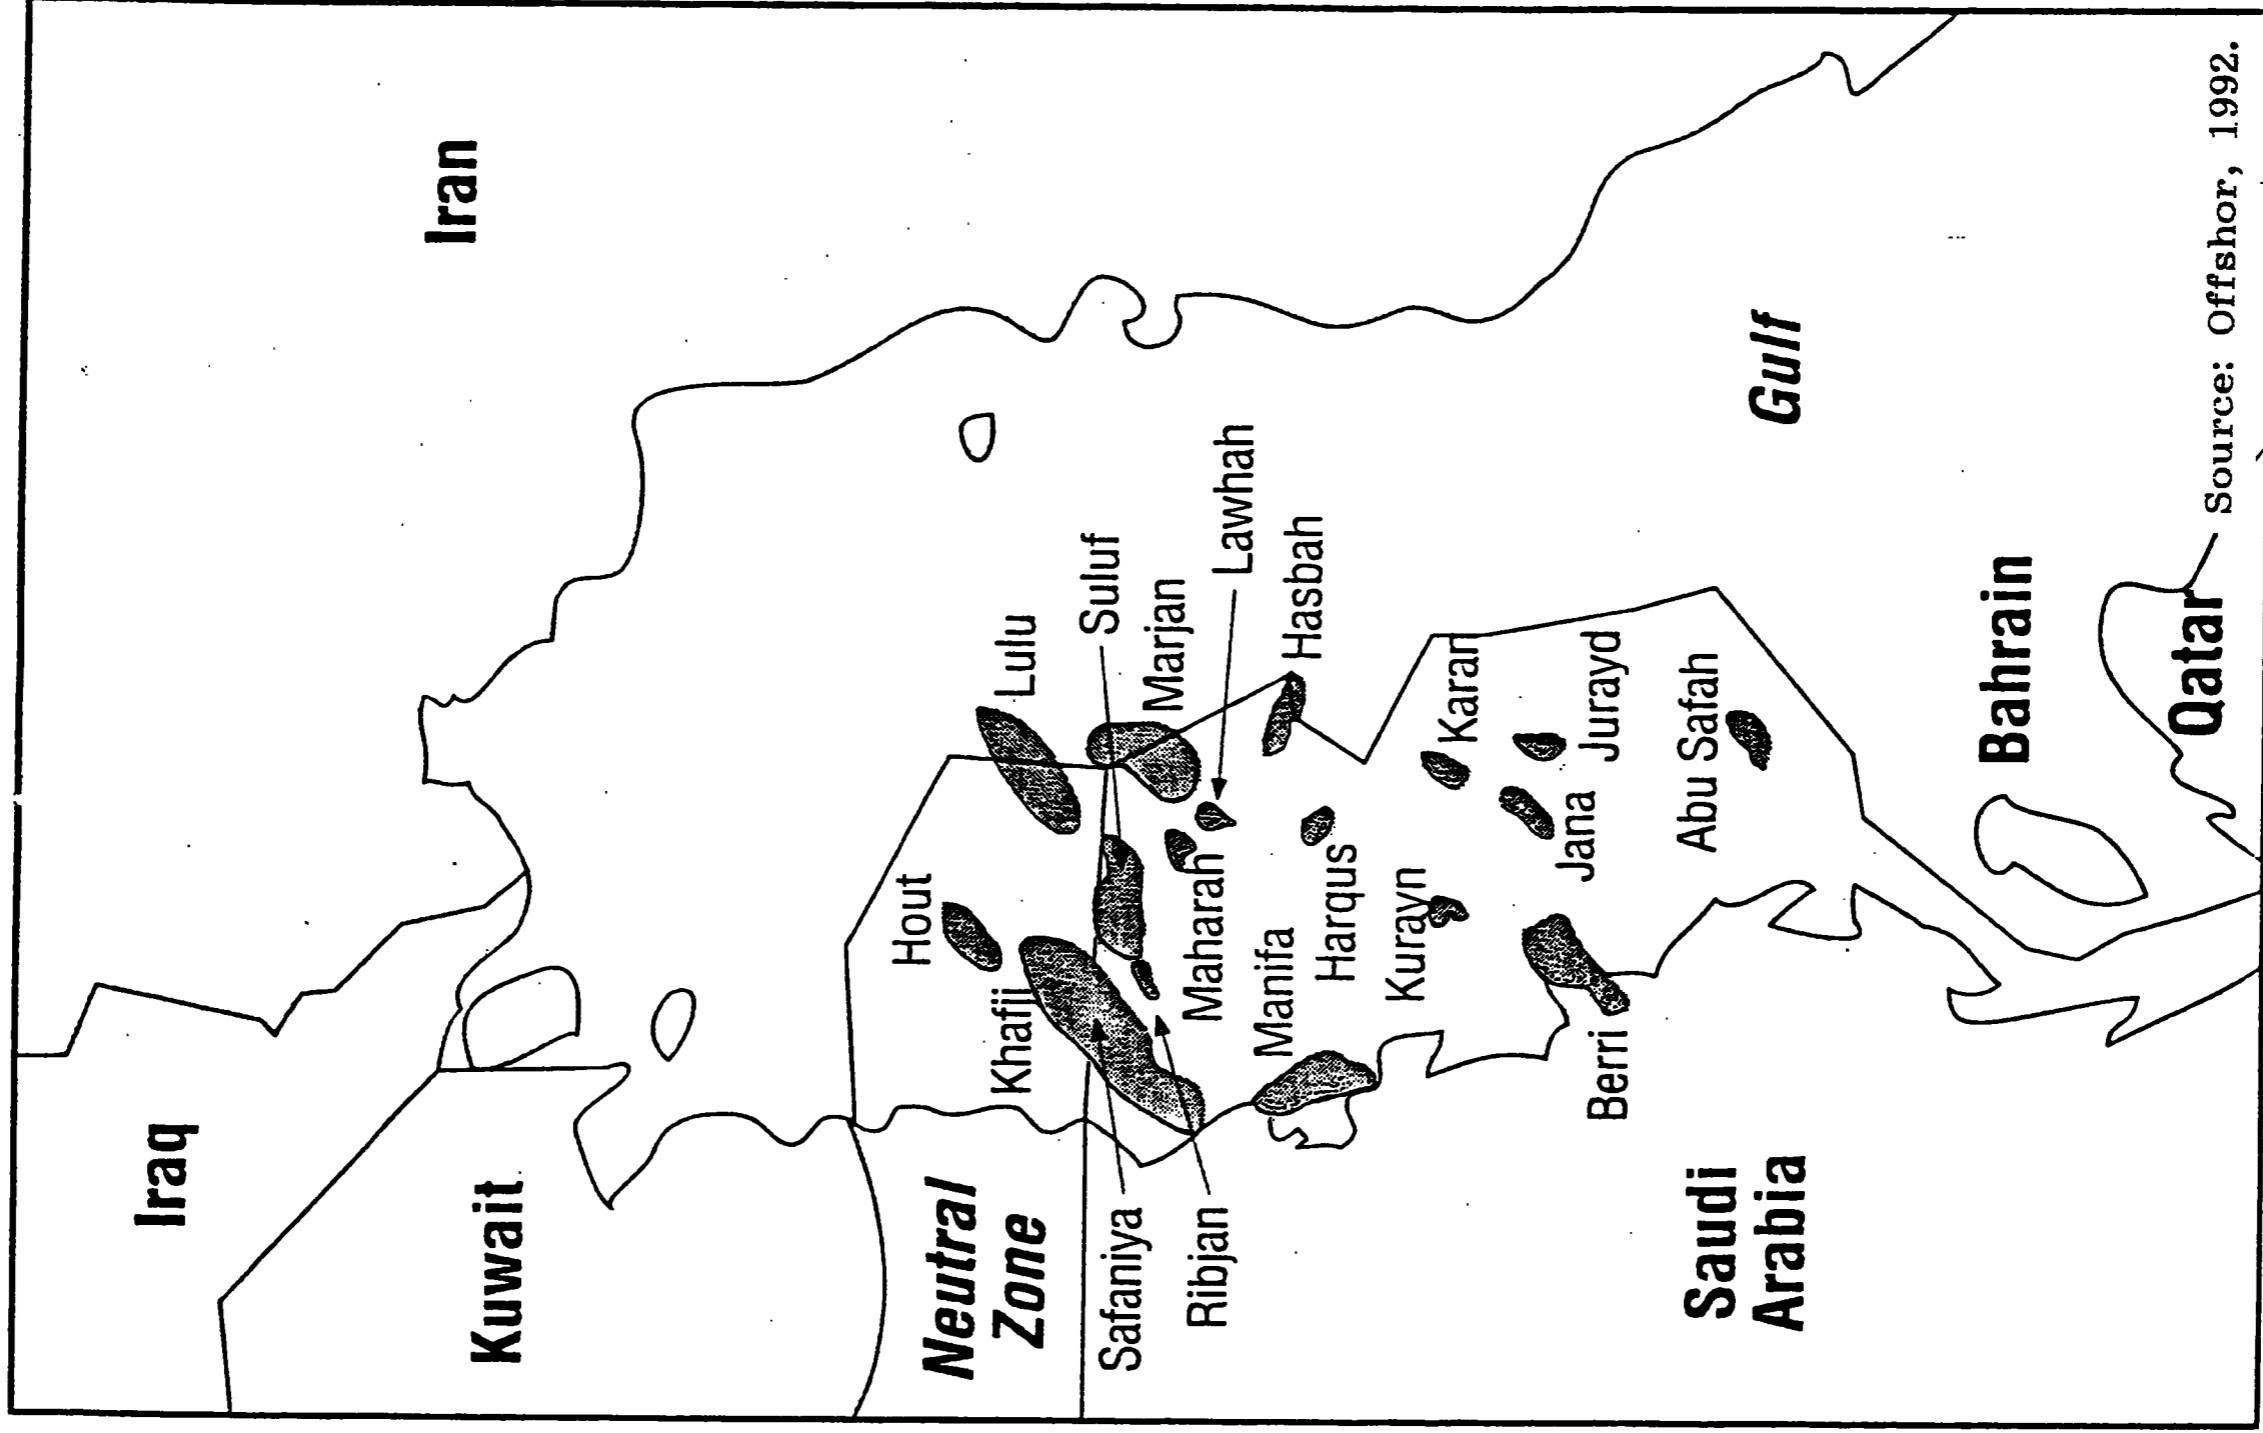 Iraq
Iran
Kuwait
Neutral
Zone
Hout
Khafji
Lulu
Safaniya
Suluf
Ribjan
Marjan
Maharah
Lawhah
Manifa
Hasbah
Harqus
Kurayn
Karan
Jana
Jurayd
Berri
Abu Safah
Gulf
Saudi
Arabia
Bahrain
Qatar
Source: Offshor, 1992.